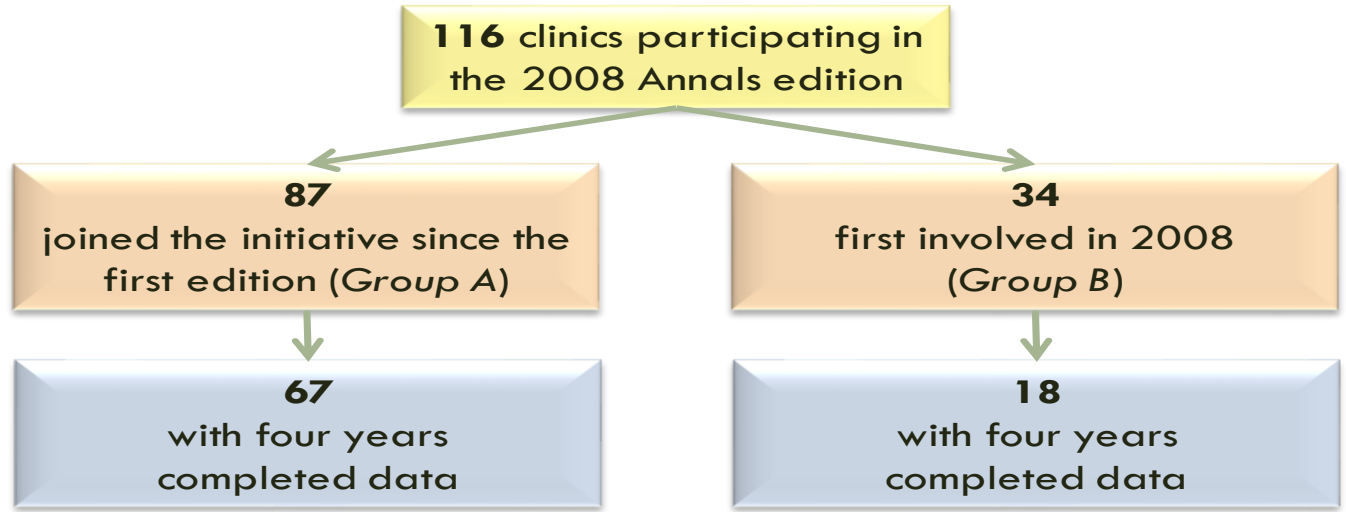 116 clinics participating in
the 2008 Annals edition
87
joined the initiative since the
first edition (Group A)
34
first involved in 2008
(Group B)
67
with four years
completed data
18
with four years
completed data